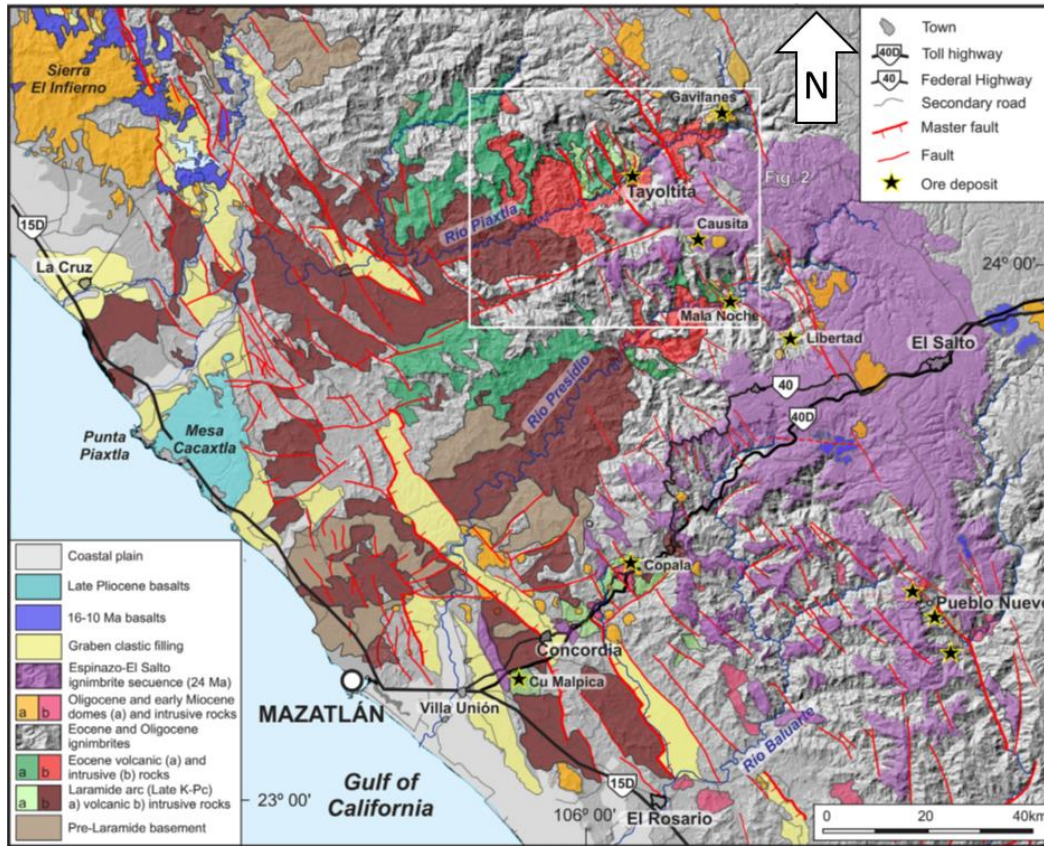 N
Town
40D Toll highway
40 Federal Highway
Secondary road
Master fault
Fault
Ore deposit
Sierra
El Infierno
Gavilanes
Fig. 2
Tayoltita
Río Piaxtla
Causita
15D
La Cruz
24° 00'
Mala Noche
Libertad
El Salto
40
40D
Río Presidio
Punta
Piaxtla
Mesa
Cacaxtla
Copala
Pueblo Nuevo
Concordia
Cu Malpica
MAZATLÁN
Villa Unión
Río Baluarte
Gulf of
California
23° 00'
106° 00'
15D
El Rosario
0 20 40km
Coastal plain
Late Pliocene basalts
16-10 Ma basalts
Graben clastic filling
Espinazo-El Salto
ignimbrite secuence (24 Ma)
a b Oligocene and early Miocene
domes (a) and intrusive rocks
Eocene and Oligocene
ignimbrites
a b Eocene volcanic (a) and
intrusive (b) rocks
a b Laramide arc (Late K-Pc)
a) volcanic b) intrusive rocks
Pre-Laramide basement